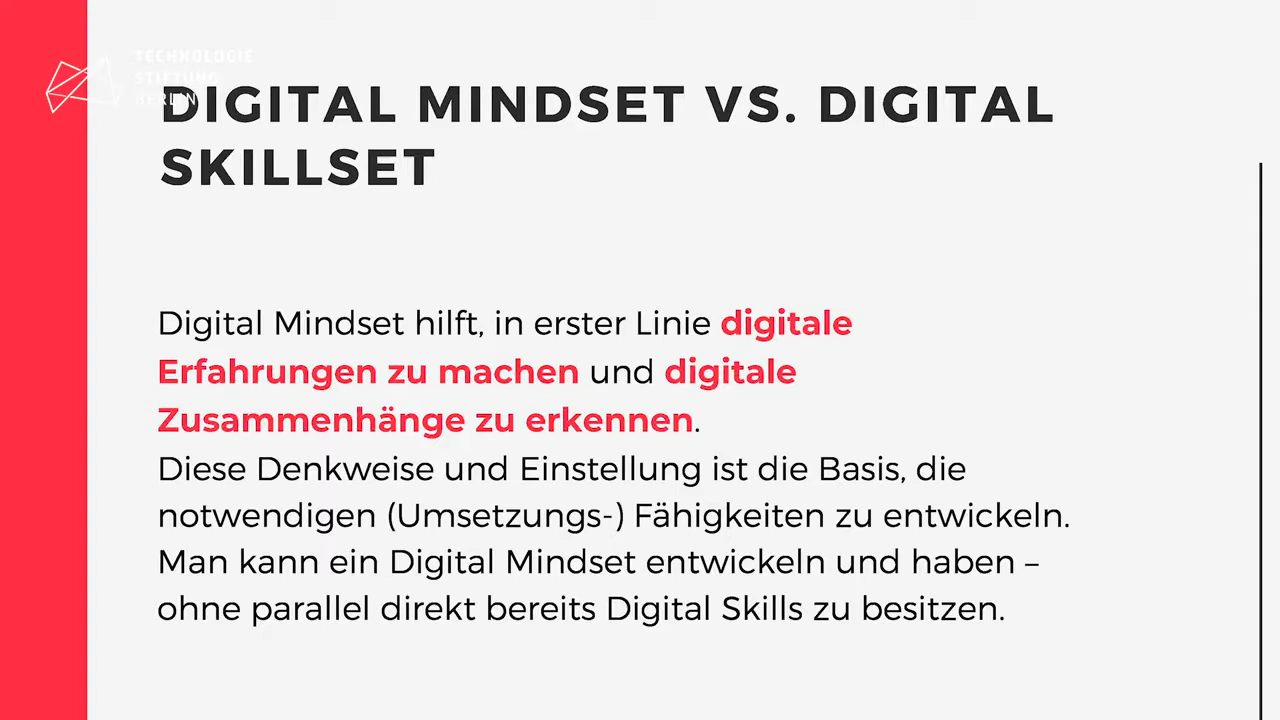 TECHNOLOGIE
STIFTUNG
BERLIN
DIGITAL MINDSET VS. DIGITAL
SKILLSET
Digital Mindset hilft, in erster Linie digitale
Erfahrungen zu machen und digitale
Zusammenhänge zu erkennen.
Diese Denkweise und Einstellung ist die Basis, die
notwendigen (Umsetzungs-) Fähigkeiten zu entwickeln.
Man kann ein Digital Mindset entwickeln und haben –
ohne parallel direkt bereits Digital Skills zu besitzen.